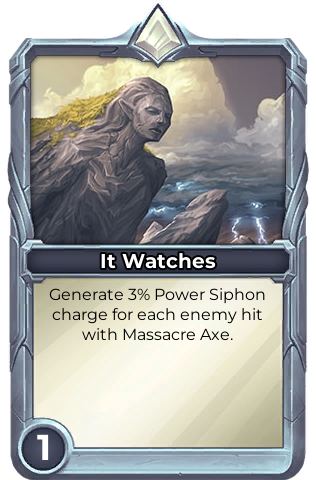 It Watches
Generate 3% Power Siphon
charge for each enemy hit
with Massacre Axe.
1